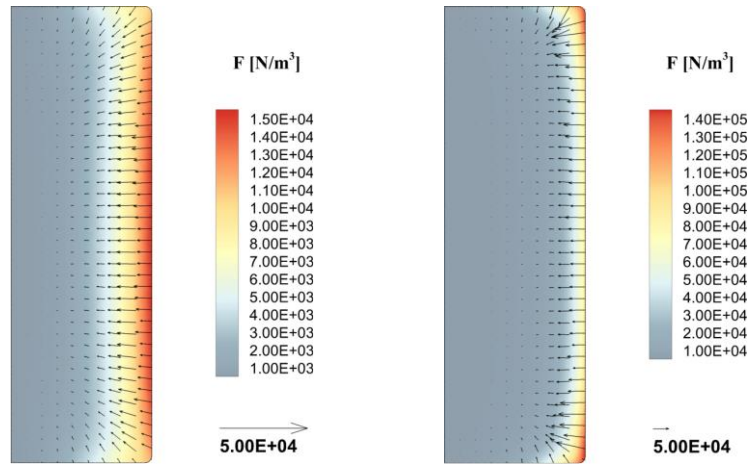 F [N/m³]
1.50E+04
1.40E+04
1.30E+04
1.20E+04
1.10E+04
1.00E+04
9.00E+03
8.00E+03
7.00E+03
6.00E+03
5.00E+03
4.00E+03
3.00E+03
2.00E+03
1.00E+03
5.00E+04
F [N/m³]
1.40E+05
1.30E+05
1.20E+05
1.10E+05
1.00E+05
9.00E+04
8.00E+04
7.00E+04
6.00E+04
5.00E+04
4.00E+04
3.00E+04
2.00E+04
1.00E+04
5.00E+04